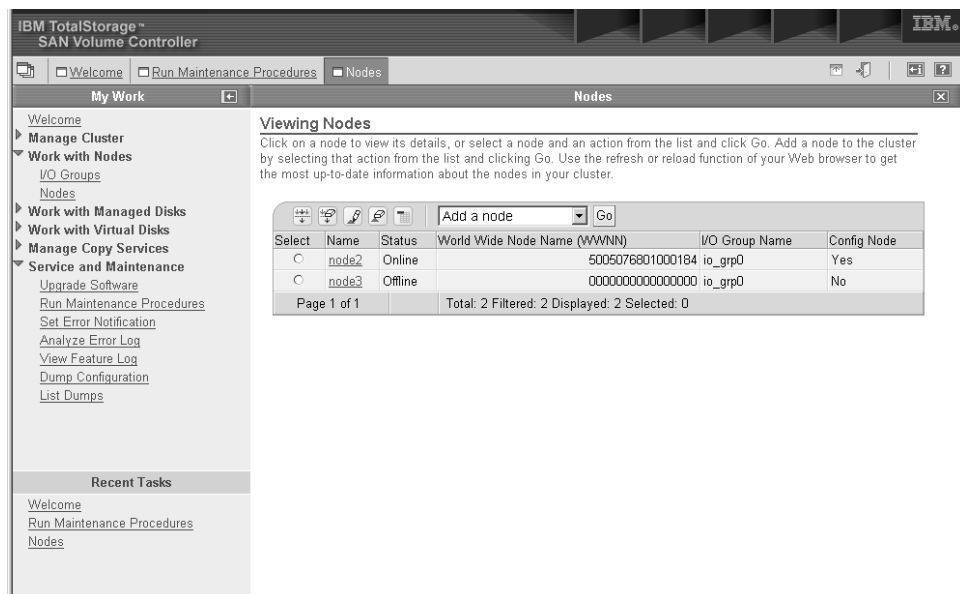 IBM TotalStorage™
SAN Volume Controller
IBM
Welcome
Run Maintenance Procedures
Nodes
My Work
Nodes
Welcome
Manage Cluster
Work with Nodes
I/O Groups
Nodes
Work with Managed Disks
Work with Virtual Disks
Manage Copy Services
Service and Maintenance
Upgrade Software
Run Maintenance Procedures
Set Error Notification
Analyze Error Log
View Feature Log
Dump Configuration
List Dumps
Recent Tasks
Welcome
Run Maintenance Procedures
Nodes
Viewing Nodes
Click on a node to view its details, or select a node and an action from the list and click Go. Add a node to the cluster
by selecting that action from the list and clicking Go. Use the refresh or reload function of your Web browser to get
the most up-to-date information about the nodes in your cluster.
Add a node Go
Select Name Status World Wide Node Name (WWNN) I/O Group Name Config Node
node2 Online 5005076801000184 io_grp0 Yes
node3 Offline 0000000000000000 io_grp0 No
Page 1 of 1 Total: 2 Filtered: 2 Displayed: 2 Selected: 0